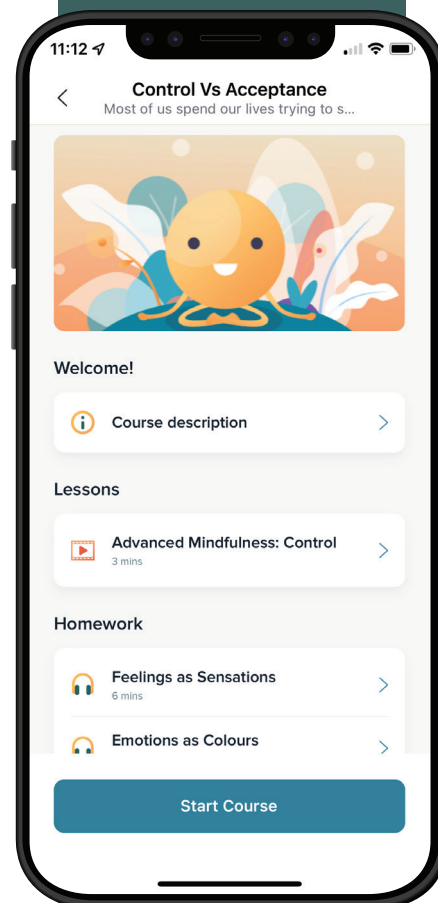 11:12
Control Vs Acceptance
Most of us spend our lives trying to s...
Welcome!
Course description
Lessons
Advanced Mindfulness: Control
3 mins
Homework
Feelings as Sensations
6 mins
Emotions as Colours
Start Course